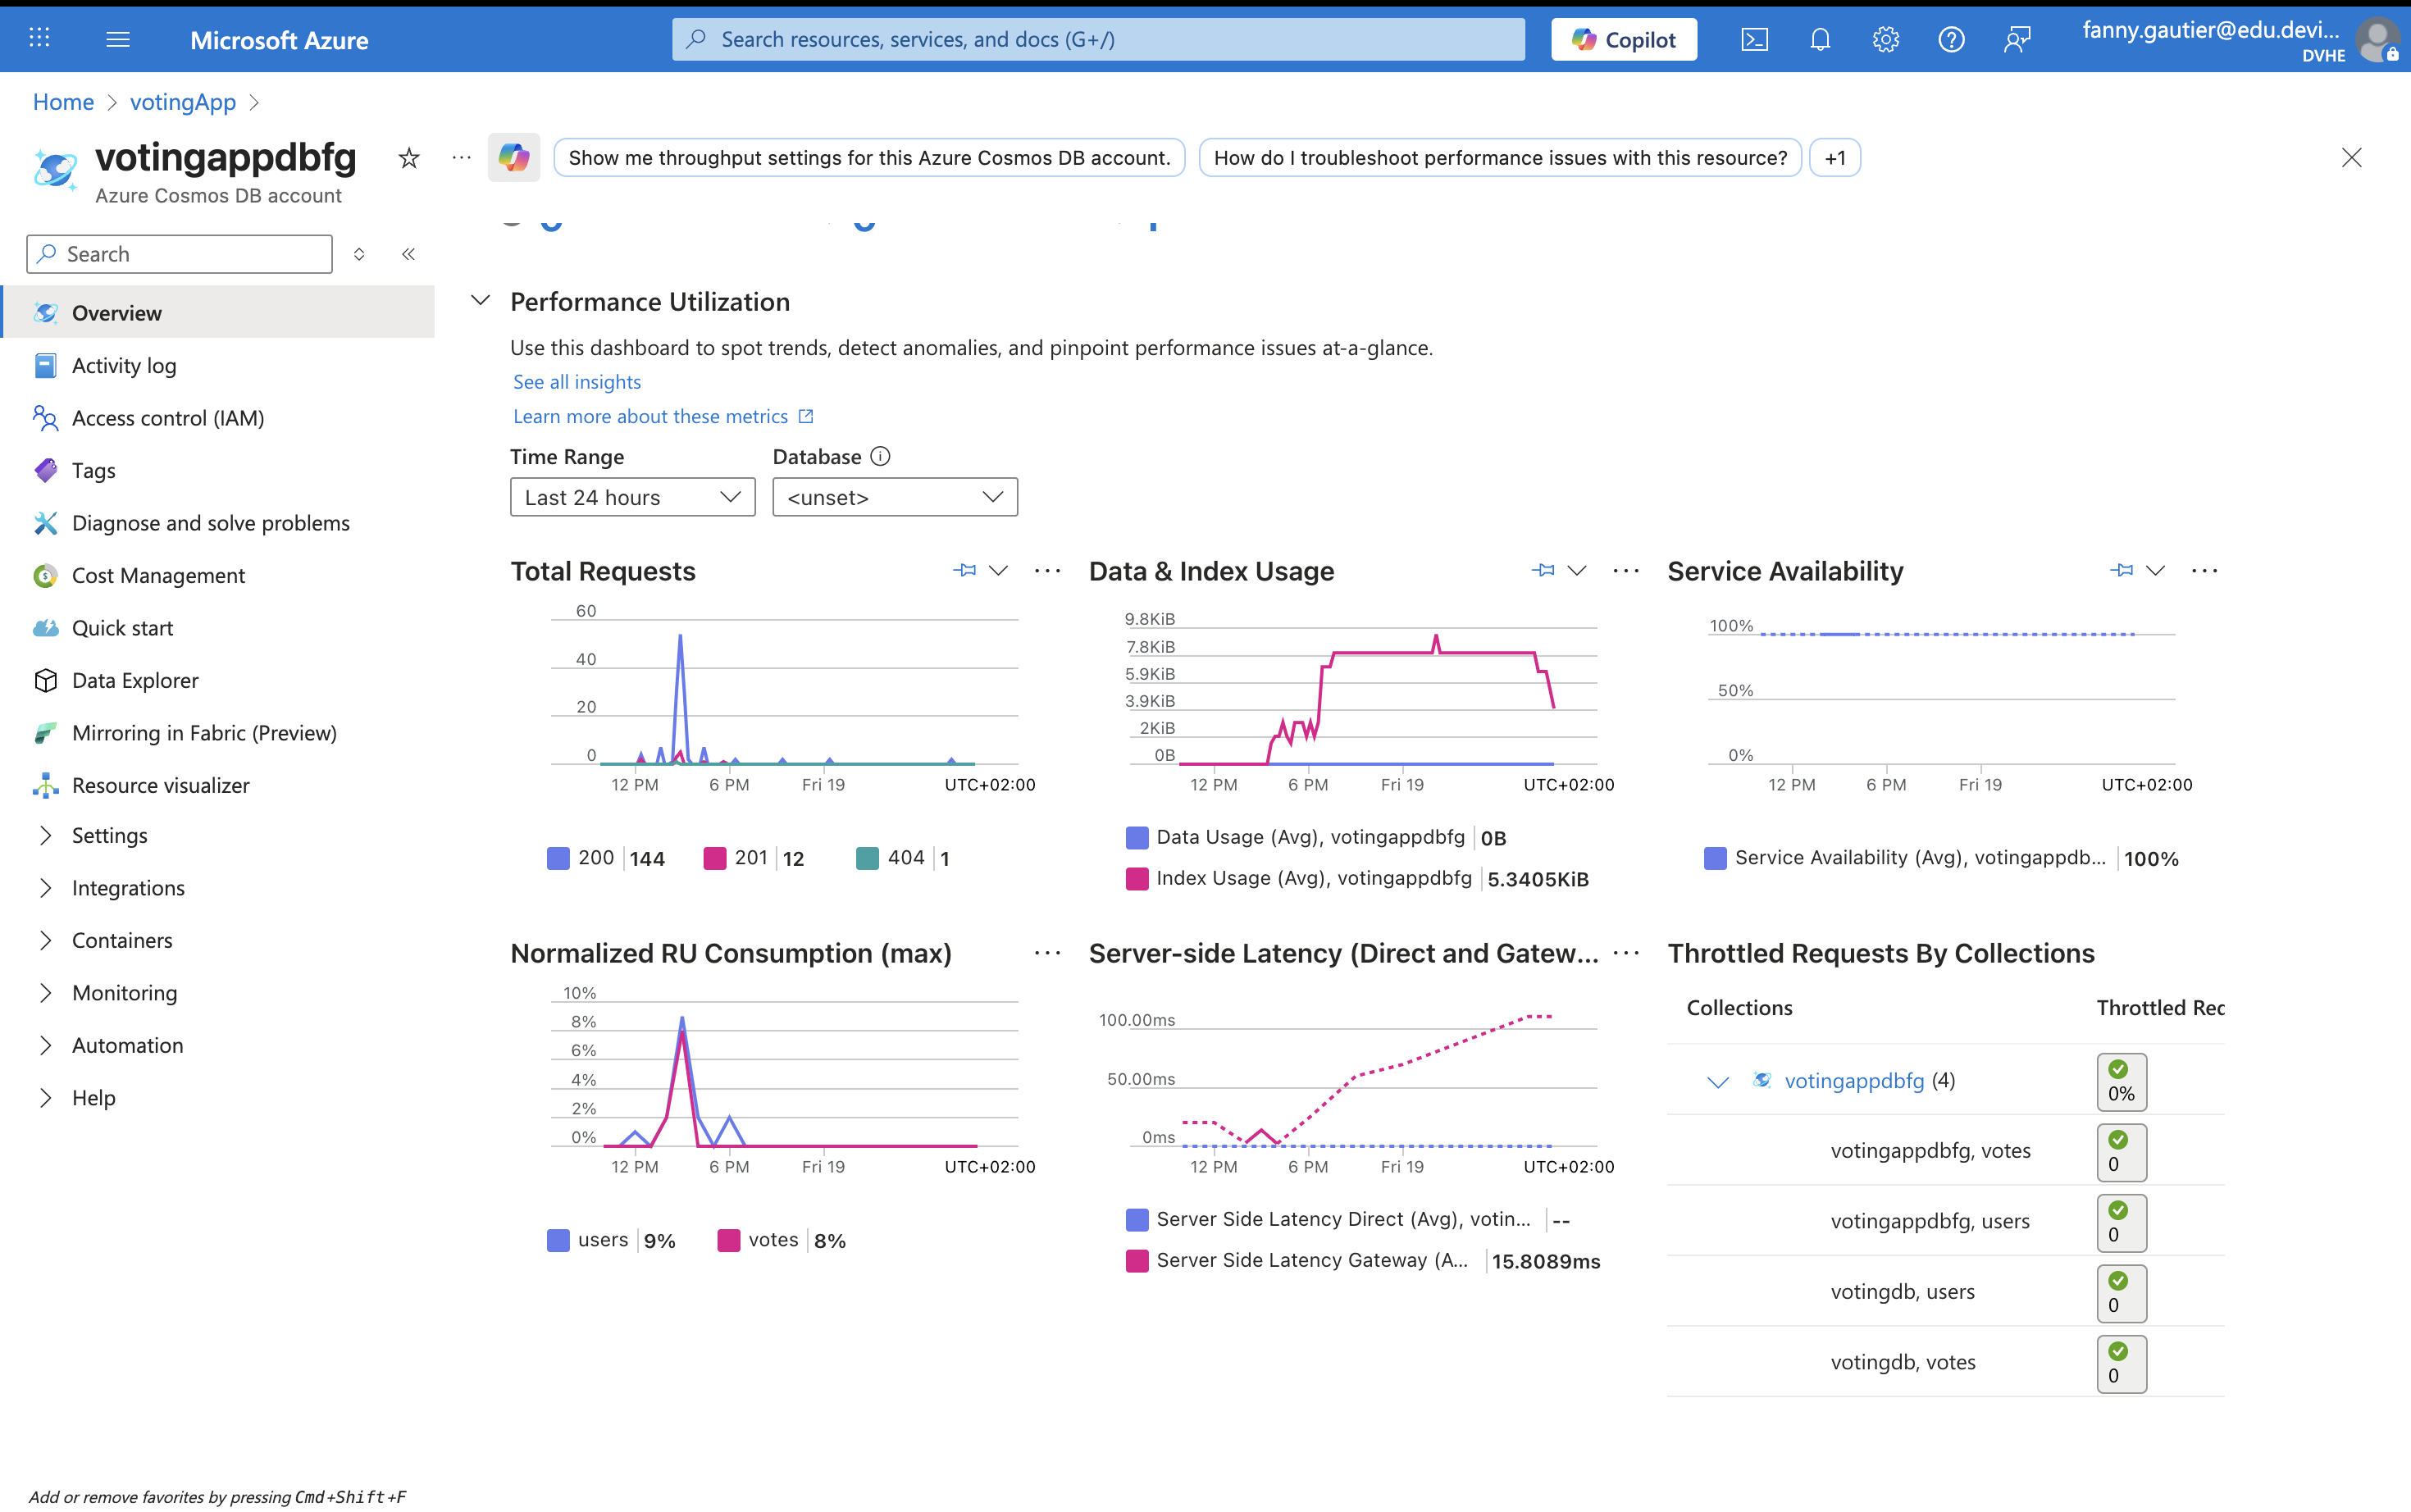 Microsoft Azure
Search resources, services, and docs (G+/)
Copilot
fanny.gautier@edu.devi...
DVHE
Home > votingApp >
votingappdbfg
Azure Cosmos DB account
Show me throughput settings for this Azure Cosmos DB account.
How do I troubleshoot performance issues with this resource?
+1
Search
Overview
Activity log
Access control (IAM)
Tags
Diagnose and solve problems
Cost Management
Quick start
Data Explorer
Mirroring in Fabric (Preview)
Resource visualizer
Settings
Integrations
Containers
Monitoring
Automation
Help
Add or remove favorites by pressing Cmd+Shift+F
Performance Utilization
Use this dashboard to spot trends, detect anomalies, and pinpoint performance issues at-a-glance.
See all insights
Learn more about these metrics
Time Range
Last 24 hours
Database
<unset>
Total Requests
60
40
20
0
12 PM 6 PM Fri 19 UTC+02:00
200 144 201 12 404 1
Data & Index Usage
9.8KiB
7.8KiB
5.9KiB
3.9KiB
2KiB
0B
12 PM 6 PM Fri 19 UTC+02:00
Data Usage (Avg), votingappdbfg 0B
Index Usage (Avg), votingappdbfg 5.3405KiB
Service Availability
100%
50%
0%
12 PM 6 PM Fri 19 UTC+02:00
Service Availability (Avg), votingappdb... 100%
Normalized RU Consumption (max)
10%
8%
6%
4%
2%
0%
12 PM 6 PM Fri 19 UTC+02:00
users 9% votes 8%
Server-side Latency (Direct and Gatew...
100.00ms
50.00ms
0ms
12 PM 6 PM Fri 19 UTC+02:00
Server Side Latency Direct (Avg), votin... --
Server Side Latency Gateway (A... 15.8089ms
Throttled Requests By Collections
Collections Throttled Rec
votingappdbfg (4) 0%
votingappdbfg, votes 0
votingappdbfg, users 0
votingdb, users 0
votingdb, votes 0